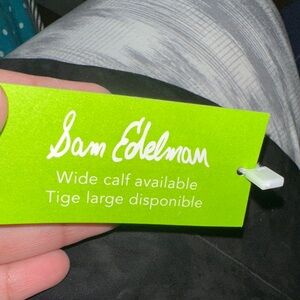 Sam Edelman
Wide calf available
Tige large disponible